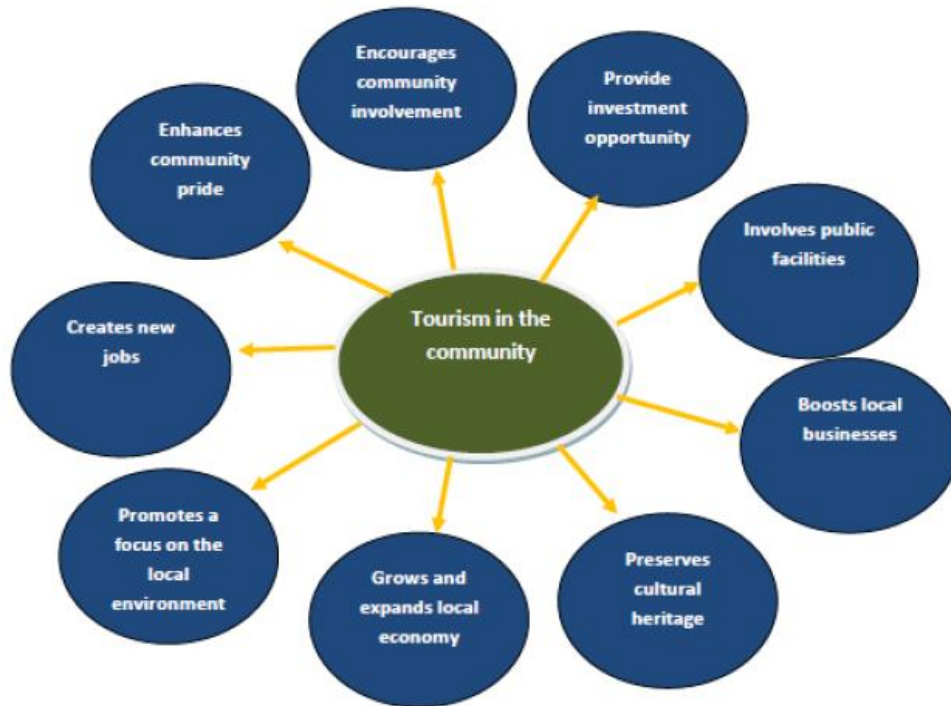 Encourages
community
involvement
Provide
investment
opportunity
Enhances
community
pride
Involves public
facilities
Tourism in the
community
Creates new
jobs
Boosts local
businesses
Promotes a
focus on the
local
environment
Grows and
expands local
economy
Preserves
cultural
heritage